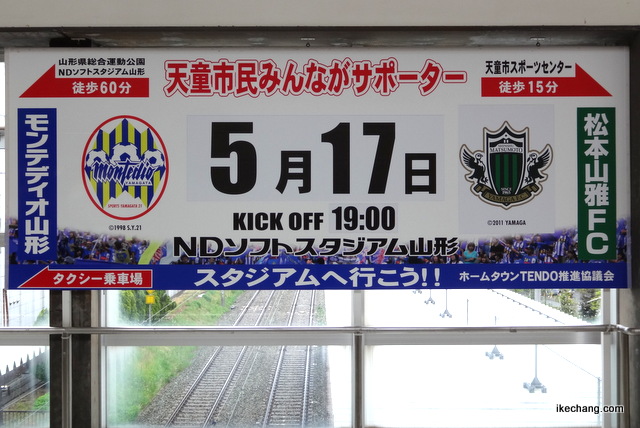 山形県総合運動公園
NDソフトスタジアム山形
徒歩60分
天童市民みんながサポーター
天童市スポーツセンター
徒歩15分
モンテディオ山形
Montedio
YAMAGATA
SPORTS YAMAGATA 21
©1998 S.Y.21
5月17日
KICK OFF 19:00
NDソフトスタジアム山形
MATSUMOTO
YAMAGA F.C.
©2011 YAMAGA
松本山雅FC
タクシー乗車場
スタジアムへ行こう!!
ホームタウンTENDO推進協議会
ikechang.com